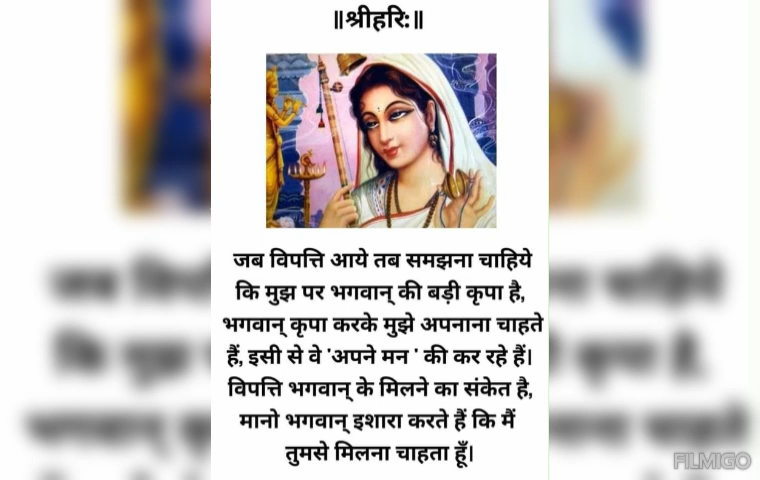 ॥श्रीहरिः॥
जब विपत्ति आये तब समझना चाहिये
कि मुझ पर भगवान् की बड़ी कृपा है,
भगवान् कृपा करके मुझे अपनाना चाहते
हैं, इसी से वे 'अपने मन ' की कर रहे हैं।
विपत्ति भगवान् के मिलने का संकेत है,
मानो भगवान् इशारा करते हैं कि मैं
तुमसे मिलना चाहता हूँ।
FILMIGO